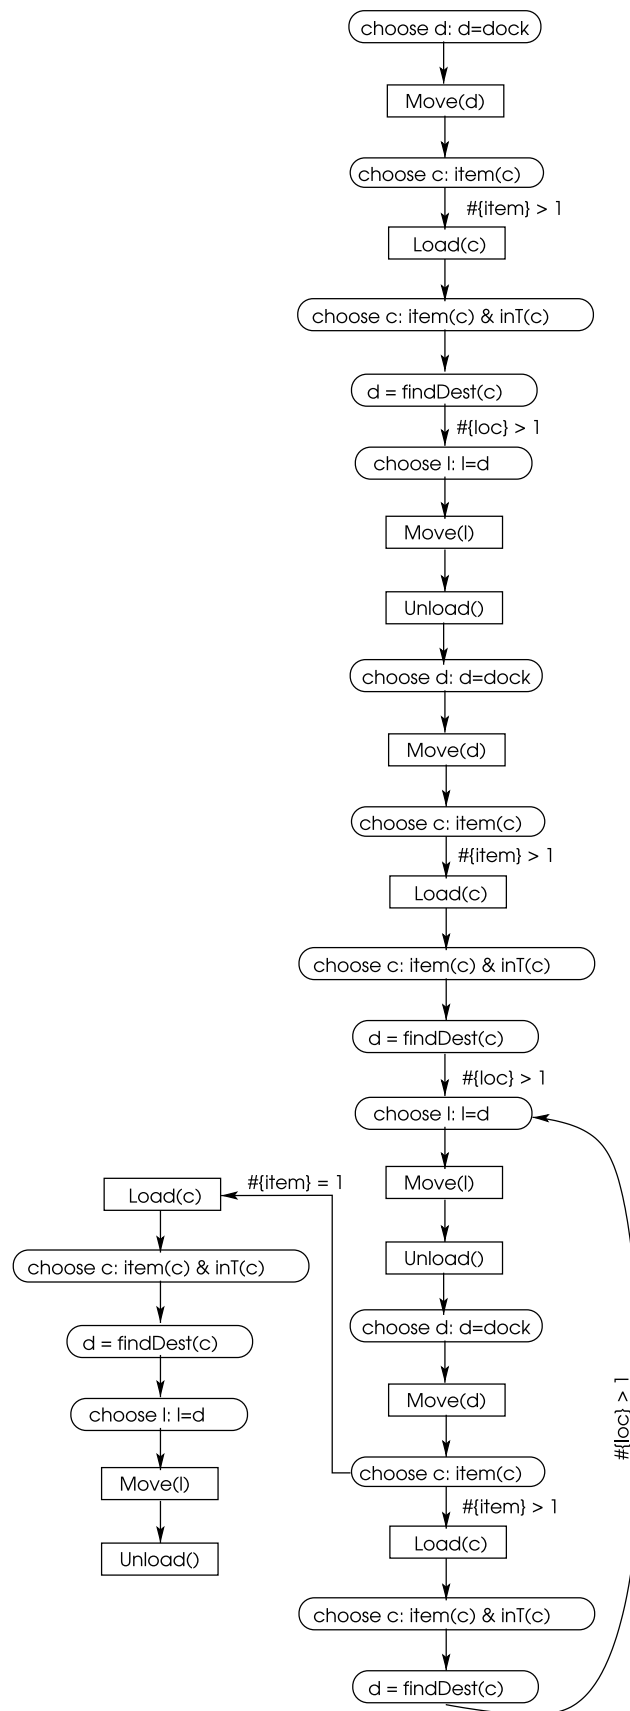 choose d: d=dock
Move(d)
choose c: item(c)
#{item} > 1
Load(c)
choose c: item(c) & inT(c)
d = findDest(c)
#{loc} > 1
choose l: l=d
Move(l)
Unload()
choose d: d=dock
Move(d)
choose c: item(c)
#{item} > 1
Load(c)
choose c: item(c) & inT(c)
d = findDest(c)
#{loc} > 1
choose l: l=d
Move(l)
Unload()
choose d: d=dock
Move(d)
choose c: item(c)
#{item} > 1
Load(c)
choose c: item(c) & inT(c)
d = findDest(c)
#{loc} > 1
#{item} = 1
Load(c)
choose c: item(c) & inT(c)
d = findDest(c)
choose l: l=d
Move(l)
Unload()